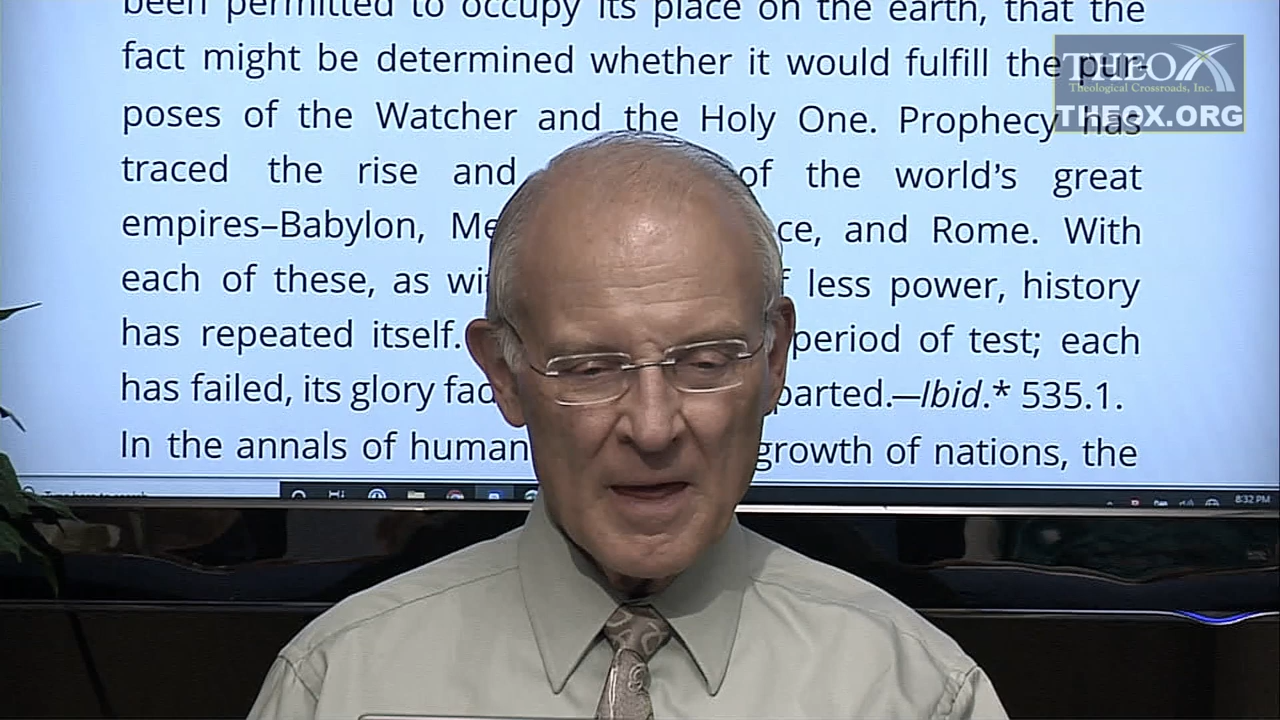 been permitted to occupy its place on the earth, that the
fact might be determined whether it would fulfill the pur-
poses of the Watcher and the Holy One. Prophecy has
traced the rise and of the world's great
empires–Babylon, Me ce, and Rome. With
each of these, as wit f less power, history
has repeated itself. period of test; each
has failed, its glory fad parted.—Ibid.* 535.1.
In the annals of human growth of nations, the
THEOX
Theological Crossroads, Inc.
THEOX.ORG
8:32 PM